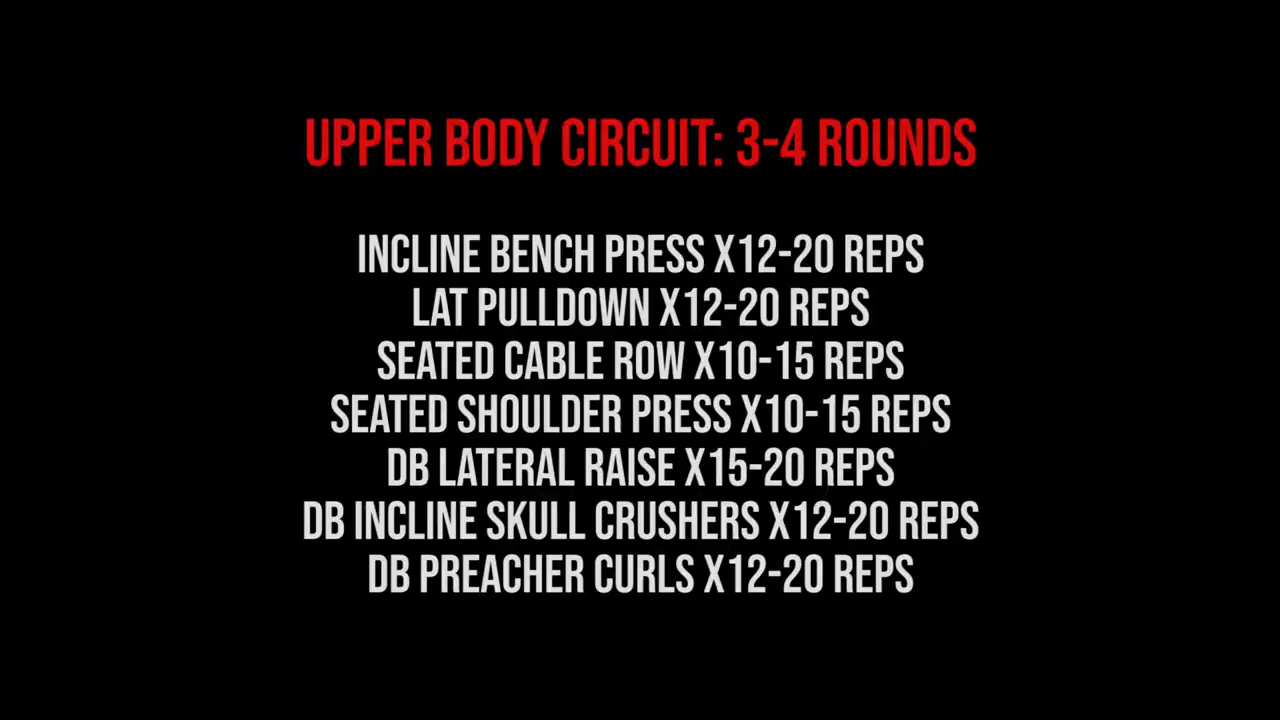 UPPER BODY CIRCUIT: 3-4 ROUNDS
INCLINE BENCH PRESS X12-20 REPS
LAT PULLDOWN X12-20 REPS
SEATED CABLE ROW X10-15 REPS
SEATED SHOULDER PRESS X10-15 REPS
DB LATERAL RAISE X15-20 REPS
DB INCLINE SKULL CRUSHERS X12-20 REPS
DB PREACHER CURLS X12-20 REPS